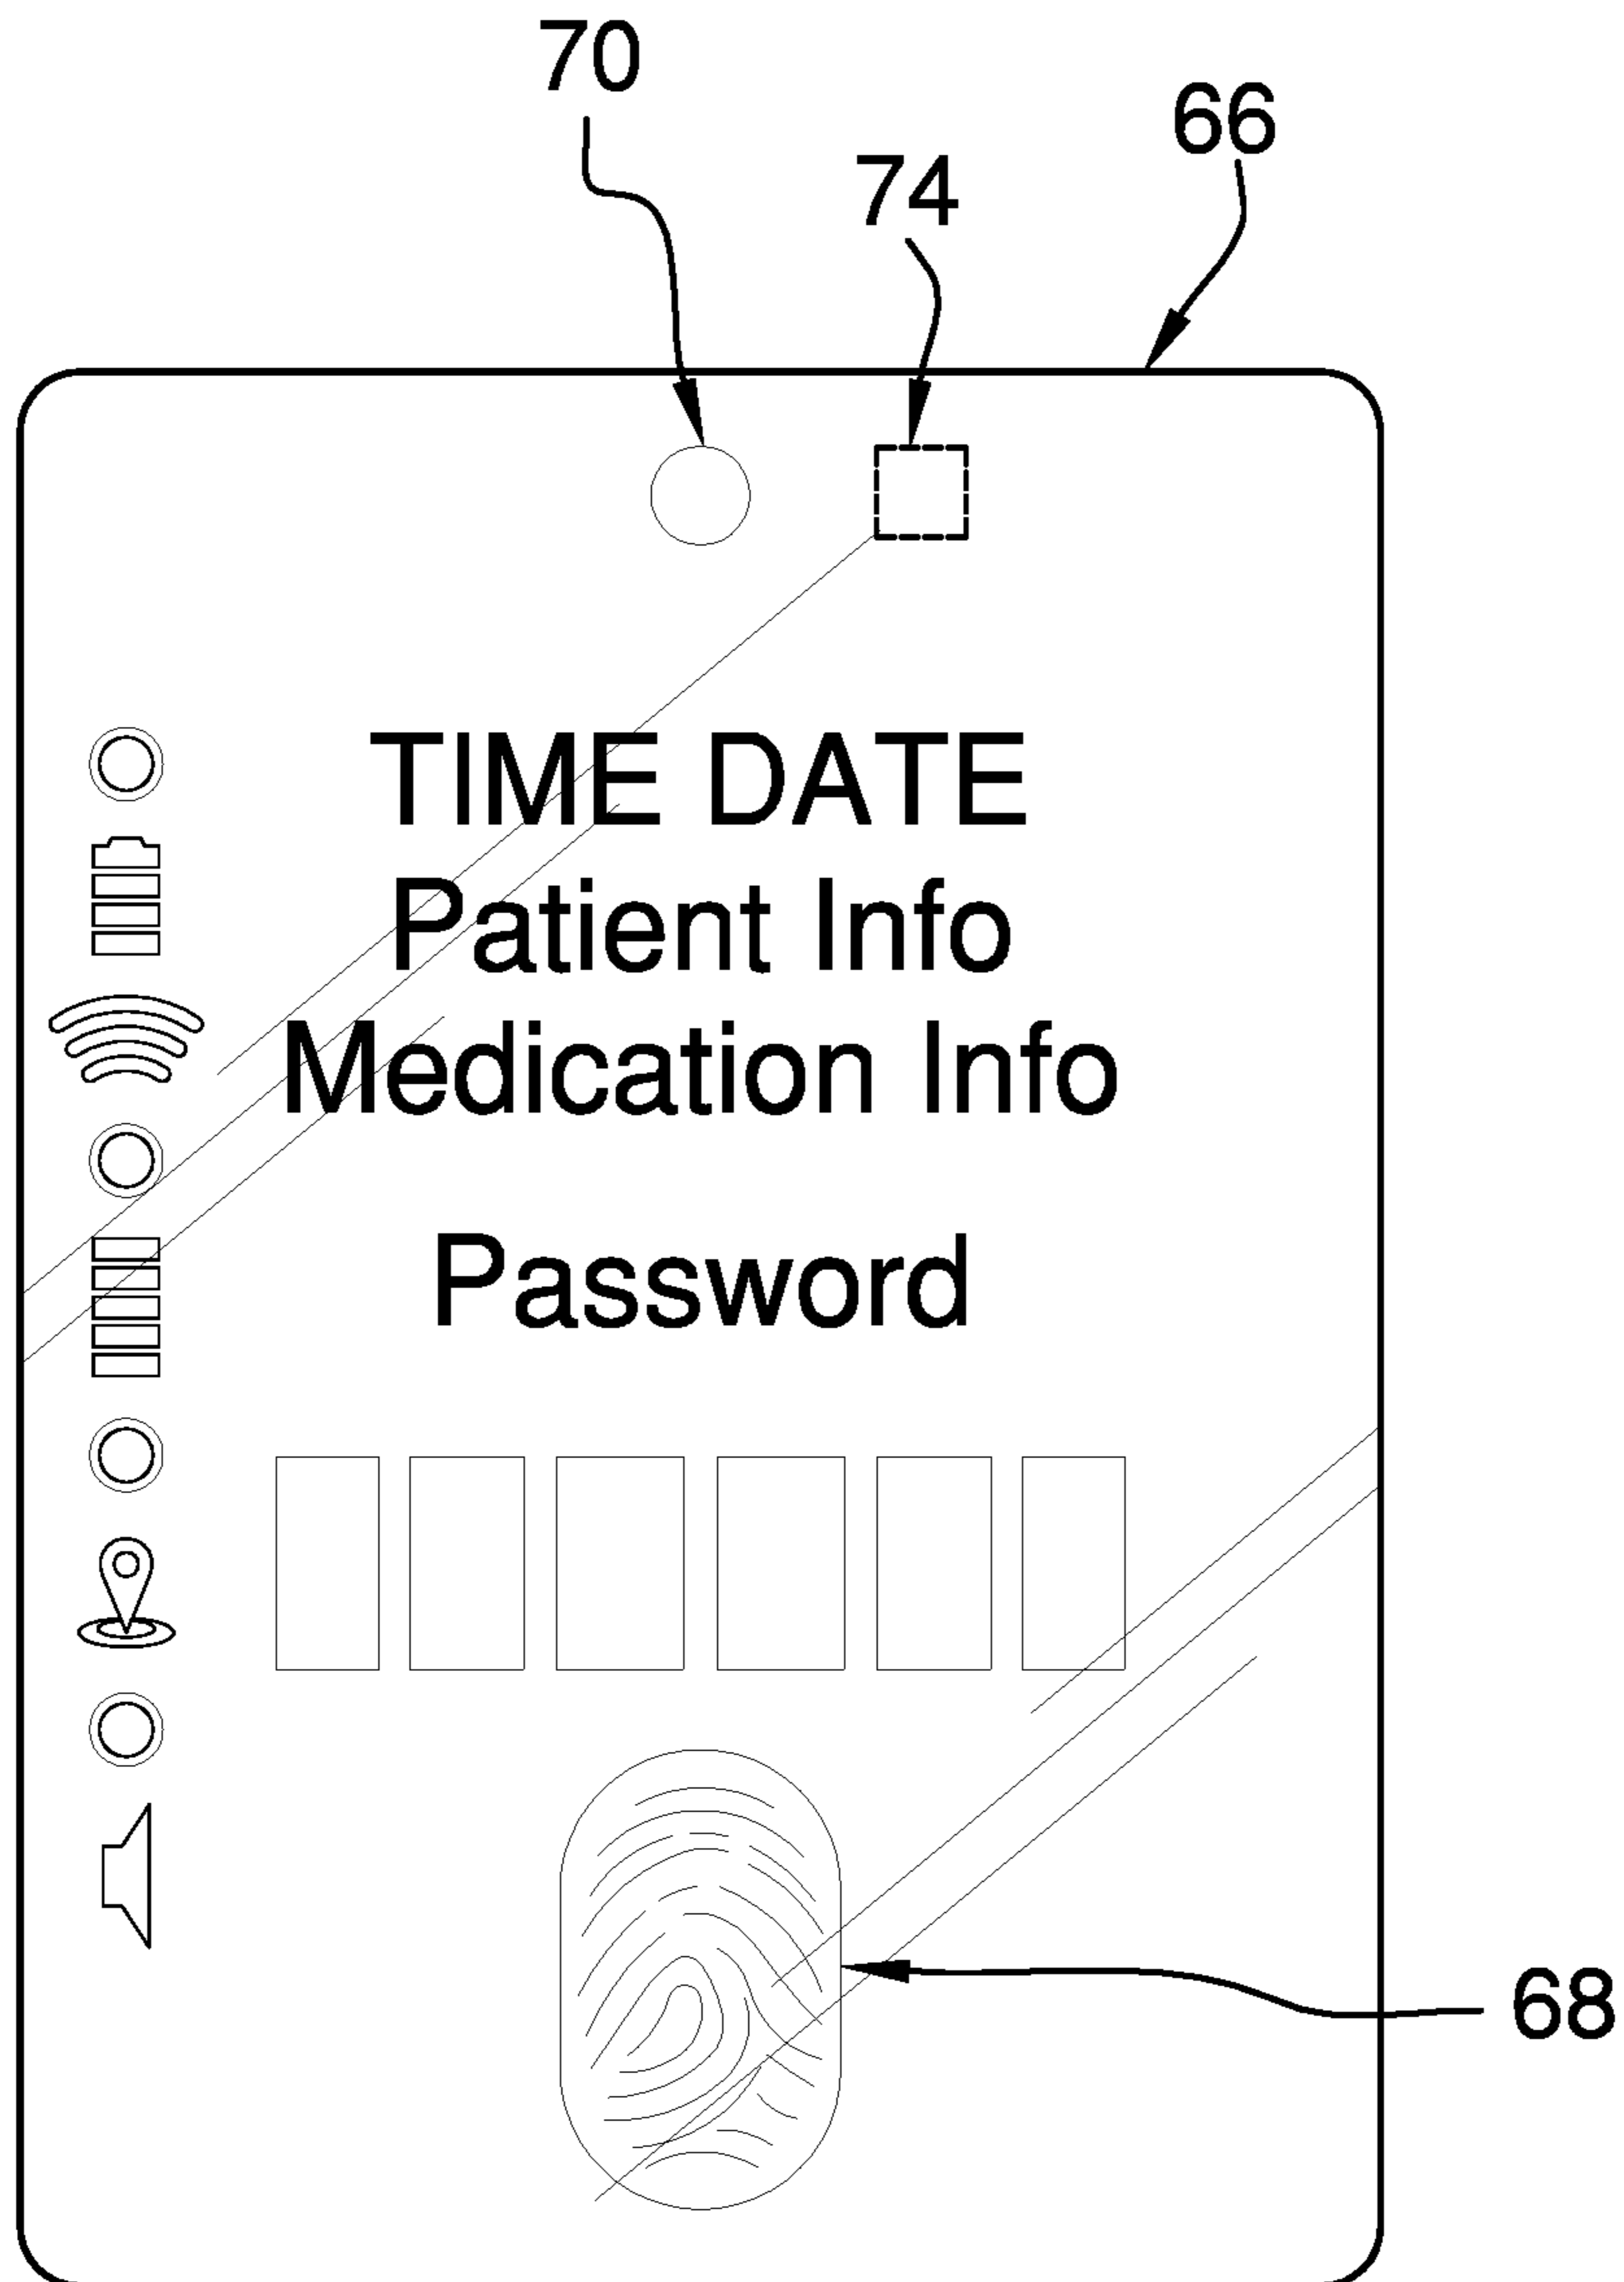 70
66
74
TIME DATE
Patient Info
Medication Info
Password
68